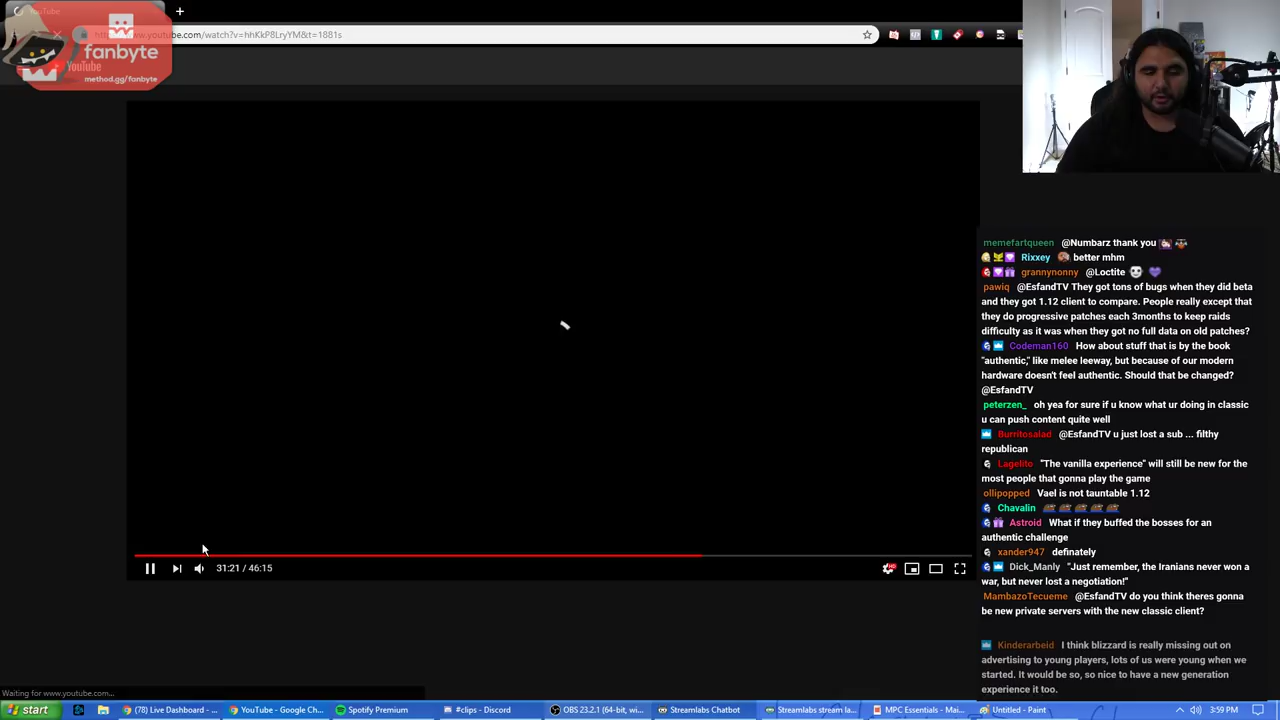 YouTube
youtube.com/watch?v=hhKkP8LryYM&t=1881s
fanbyte
YouTube
method.gg/fanbyte
memefartqueen @Numbarz thank you
Rixxey better mhm
grannynonny @Loctite
pawiq @EsfandTV They got tons of bugs when they did beta
and they got 1.12 client to compare. People really except that
they do progressive patches each 3months to keep raids
difficulty as it was when they got no full data on old patches?
Codeman160 How about stuff that is by the book
"authentic," like melee leeway, but because of our modern
hardware doesn't feel authentic. Should that be changed?
@EsfandTV
peterzen_ oh yea for sure if u know what ur doing in classic
u can push content quite well
Burritosaiad @EsfandTV u just lost a sub ... filthy
republican
Lagelito "The vanilla experience" will still be new for the
most people that gonna play the game
ollipopped Vael is not tauntable 1.12
Chavalin
Astroid What if they buffed the bosses for an
authentic challenge
xander947 definately
Dick_Manly "Just remember, the Iranians never won a
war, but never lost a negotiation!"
MambazoTecueme @EsfandTV do you think theres gonna
be new private servers with the new classic client?
Kinderarbeid I think blizzard is really missing out on
advertising to young players, lots of us were young when we
started. It would be so, so nice to have a new generation
experience it too.
31:21 / 46:15
HD
Waiting for www.youtube.com...
start
(78) Live Dashboard - ...
YouTube - Google Ch...
Spotify Premium
#clips - Discord
OBS 23.2.1 (64-bit, wi...
Streamlabs Chatbot
Streamlabs stream la...
MPC Essentials - Mai...
Untitled - Paint
3:59 PM